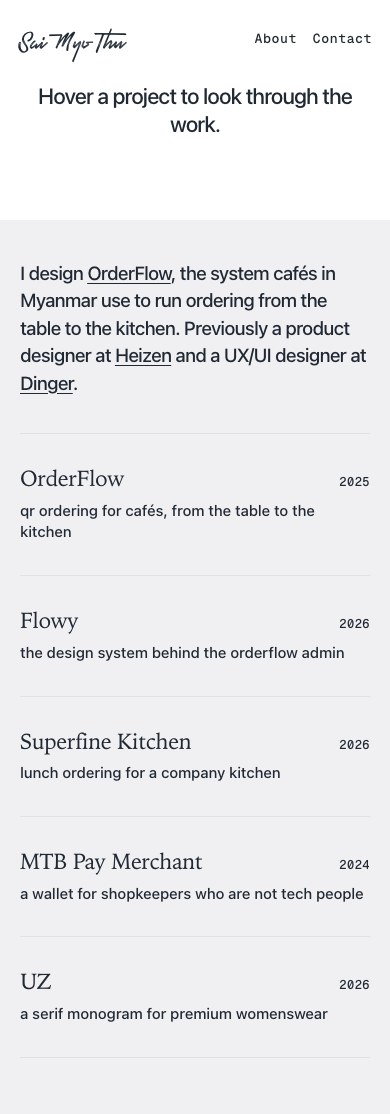 Sai Myo Thu
About Contact
Hover a project to look through the
work.
I design OrderFlow, the system cafés in
Myanmar use to run ordering from the
table to the kitchen. Previously a product
designer at Heizen and a UX/UI designer at
Dinger.
OrderFlow 2025
qr ordering for cafés, from the table to the
kitchen
Flowy 2026
the design system behind the orderflow admin
Superfine Kitchen 2026
lunch ordering for a company kitchen
MTB Pay Merchant 2024
a wallet for shopkeepers who are not tech people
UZ 2026
a serif monogram for premium womenswear